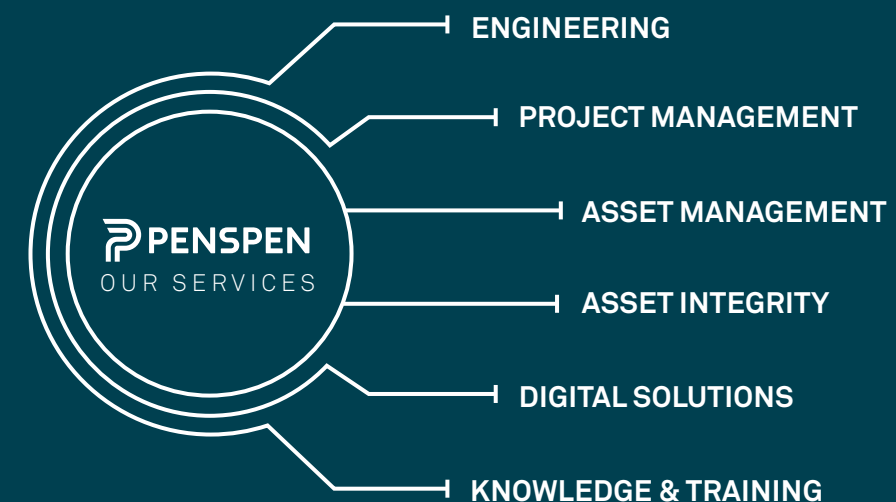 ENGINEERING
PROJECT MANAGEMENT
ASSET MANAGEMENT
PENSPEN
OUR SERVICES
ASSET INTEGRITY
DIGITAL SOLUTIONS
KNOWLEDGE & TRAINING